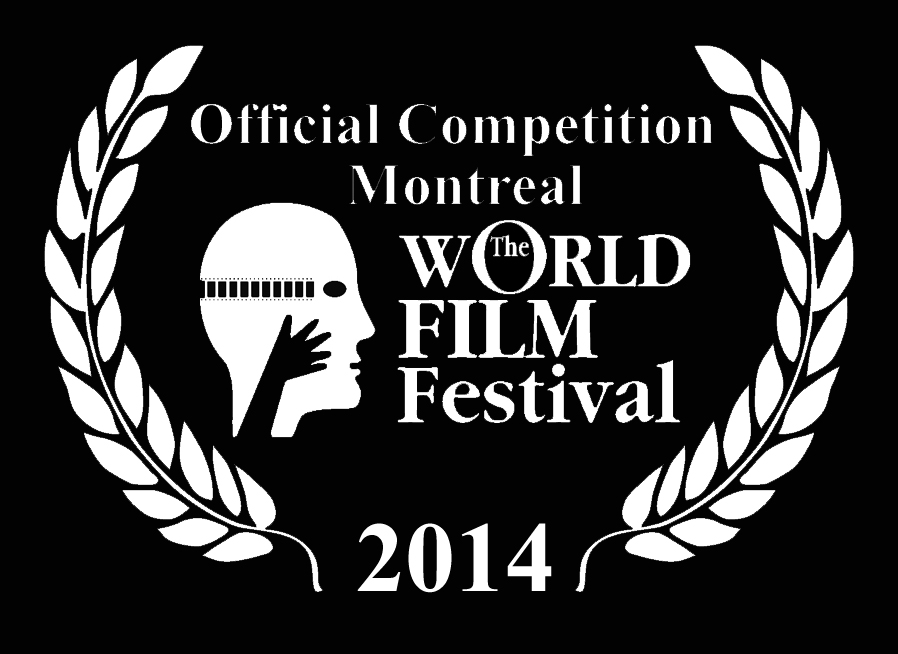 Official Competition
Montreal
The
WORLD
FILM
Festival
2014